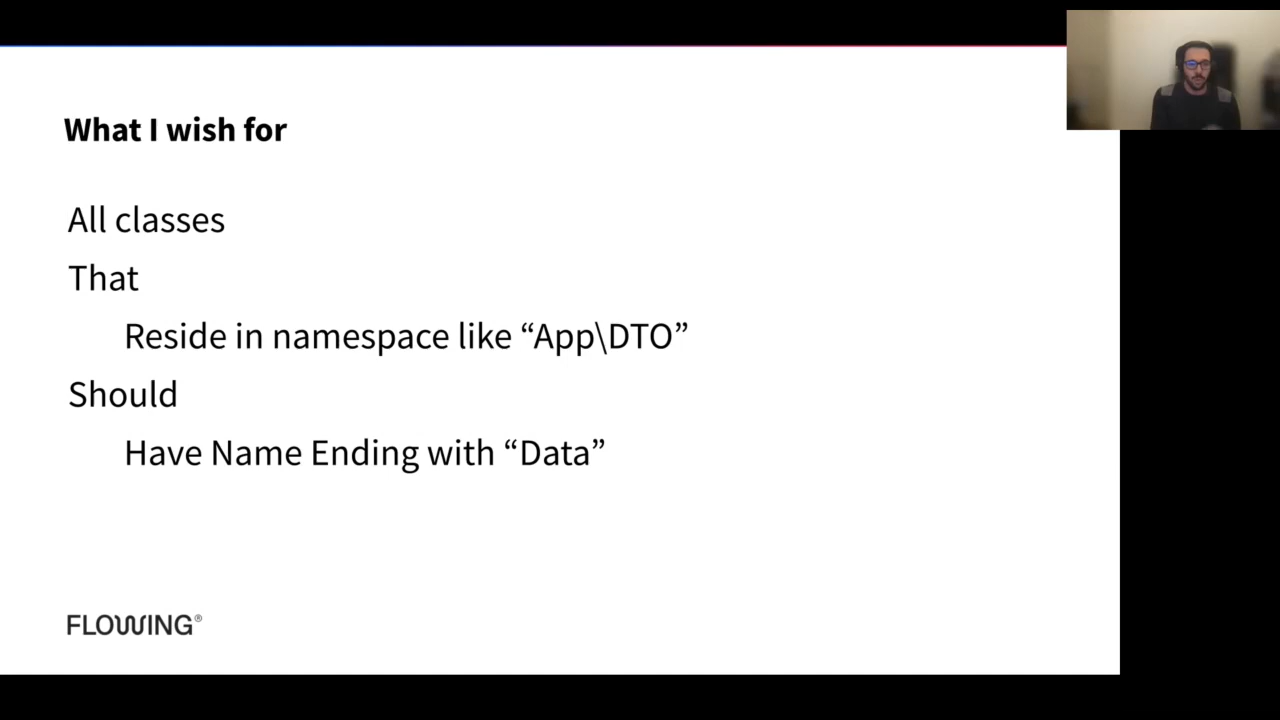 What I wish for
All classes
That
Reside in namespace like “App\DTO”
Should
Have Name Ending with “Data”
FLOWING®